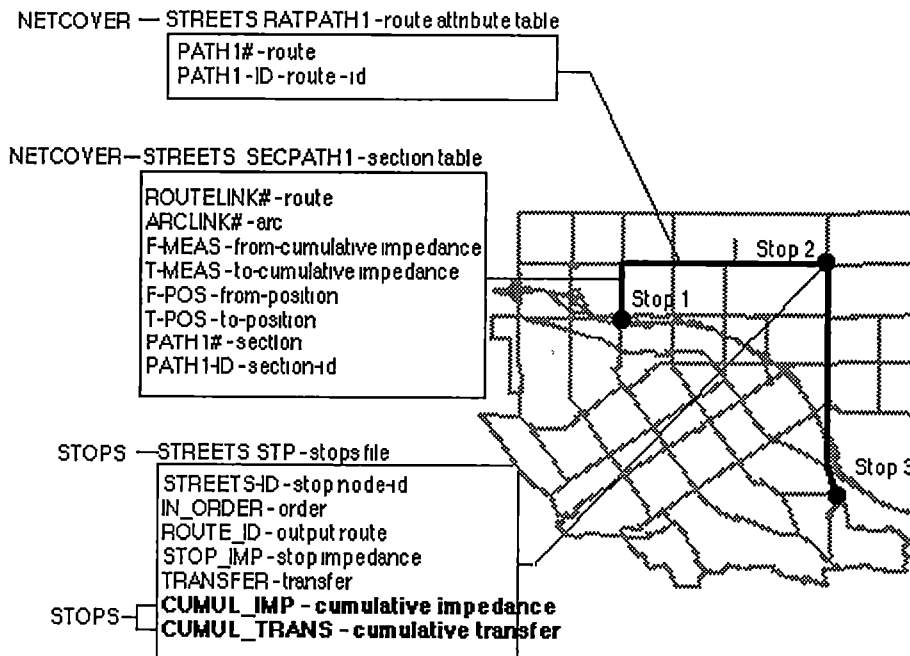 NETCOVER — STREETS RATPATH1-route attribute table
PATH1#-route
PATH1-ID-route-id
NETCOVER—STREETS SECPATH1-section table
ROUTELINK#-route
ARCLINK#-arc
F-MEAS-from-cumulative impedance
T-MEAS-to-cumulative impedance
F-POS-from-position
T-POS-to-position
PATH1#-section
PATH1-ID-section-id
Stop 2
Stop 1
Stop 3
STOPS —STREETS STP-stops file
STREETS-ID-stop node-id
IN_ORDER-order
ROUTE_ID-output route
STOP_IMP-stop impedance
TRANSFER-transfer
STOPS
CUMUL_IMP - cumulative impedance
CUMUL_TRANS - cumulative transfer